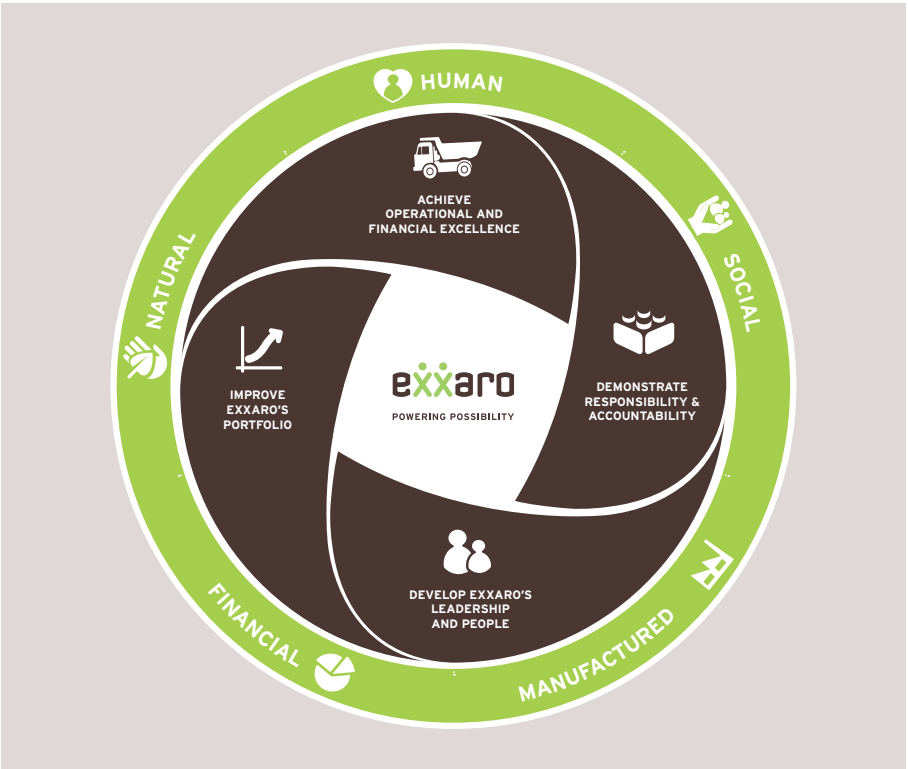 HUMAN
ACHIEVE
OPERATIONAL AND
FINANCIAL EXCELLENCE
NATURAL
SOCIAL
IMPROVE
EXXARO'S
PORTFOLIO
exxaro
POWERING POSSIBILITY
DEMONSTRATE
RESPONSIBILITY &
ACCOUNTABILITY
DEVELOP EXXARO'S
LEADERSHIP
AND PEOPLE
FINANCIAL
MANUFACTURED